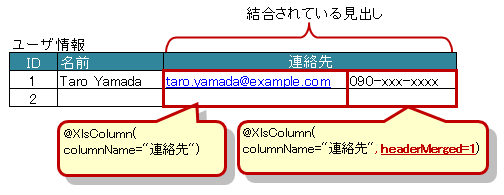 結合されている見出し
ユーザ情報
ID 名前 連絡先
1 Taro Yamada taro.yamada@example.com 090-xxx-xxxx
2
@XlsColumn(
columnName="連絡先")
@XlsColumn(
columnName="連絡先", headerMerged=1)